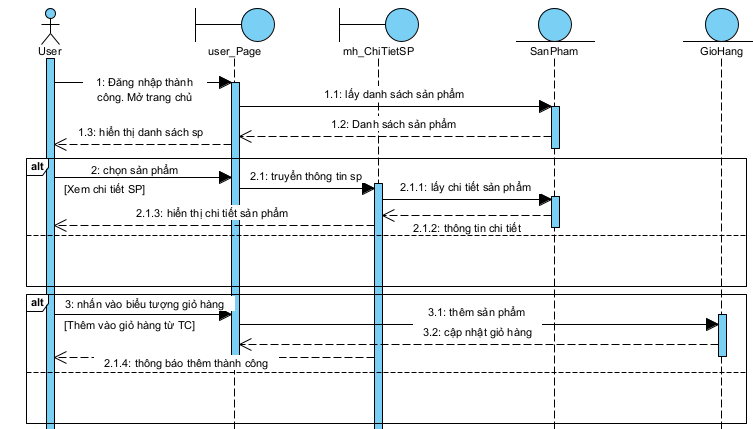 User
user_Page
mh_ChiTietSP
SanPham
GioHang
1: Đăng nhập thành
công. Mở trang chủ
1.1: lấy danh sách sản phẩm
1.2: Danh sách sản phẩm
1.3: hiển thị danh sách sp
alt
2: chọn sản phẩm
[Xem chi tiết SP]
2.1: truyền thông tin sp
2.1.1: lấy chi tiết sản phẩm
2.1.3: hiển thị chi tiết sản phẩm
2.1.2: thông tin chi tiết
alt
3: nhấn vào biểu tượng giỏ hàng
[Thêm vào giỏ hàng từ TC]
3.1: thêm sản phẩm
3.2: cập nhật giỏ hàng
2.1.4: thông báo thêm thành công